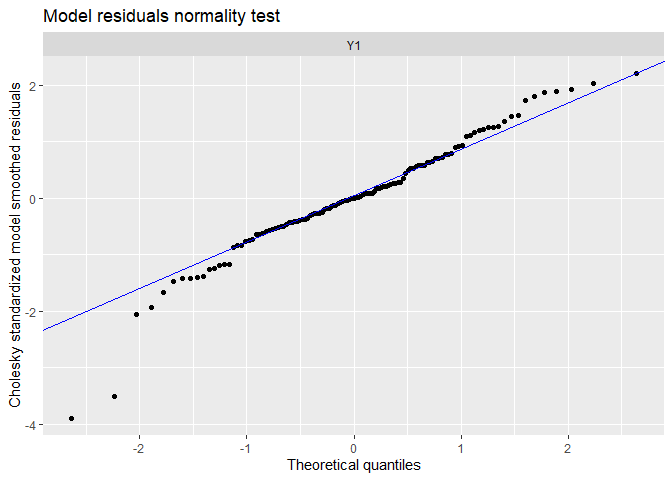 Model residuals normality test
Y1
Cholesky standardized model smoothed residuals
2
0
-2
-4
-2
-1
0
1
2
Theoretical quantiles